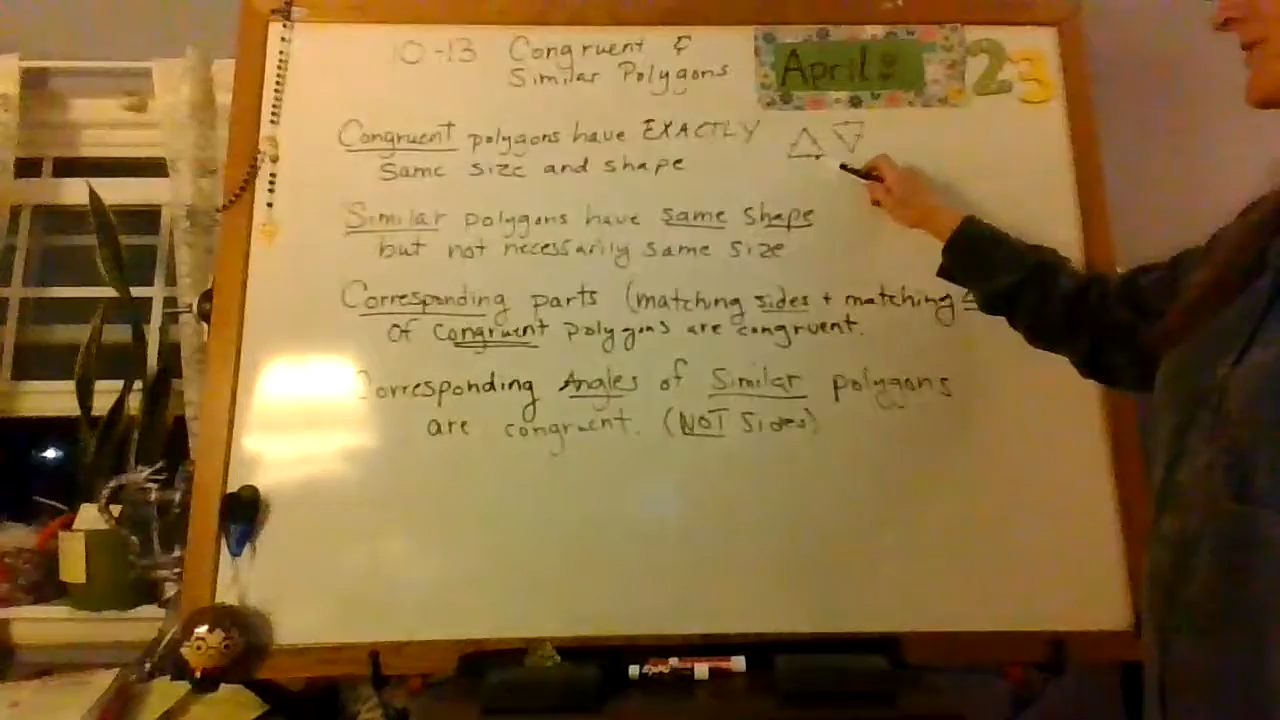 10-13 Congruent &
Similar Polygons
April
23
Congruent polygons have EXACTLY
same size and shape
Similar polygons have same shape
but not necessarily same size
Corresponding parts (matching sides + matching
of congruent polygons are congruent.
Corresponding Angles of Similar polygons
are congruent. (NOT Sides)
EXPO